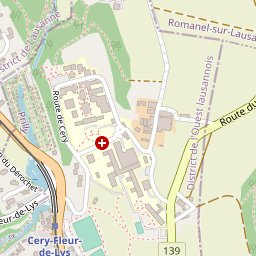 Romanel-sur-Lausa
District de Lausanne
District de l'Ouest lausannois
Route du
Route de Cery
Prilly
du Dérochet
eur-de-Lys
Cery-Fleur-
de-Lys
139